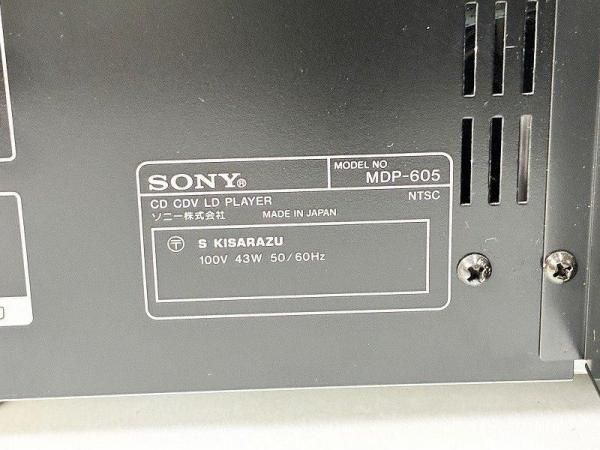 SONY®
MODEL NO.
MDP-605
CD CDV LD PLAYER
NTSC
ソニー株式会社 MADE IN JAPAN
〒 S KISARAZU
100V 43W 50/60Hz